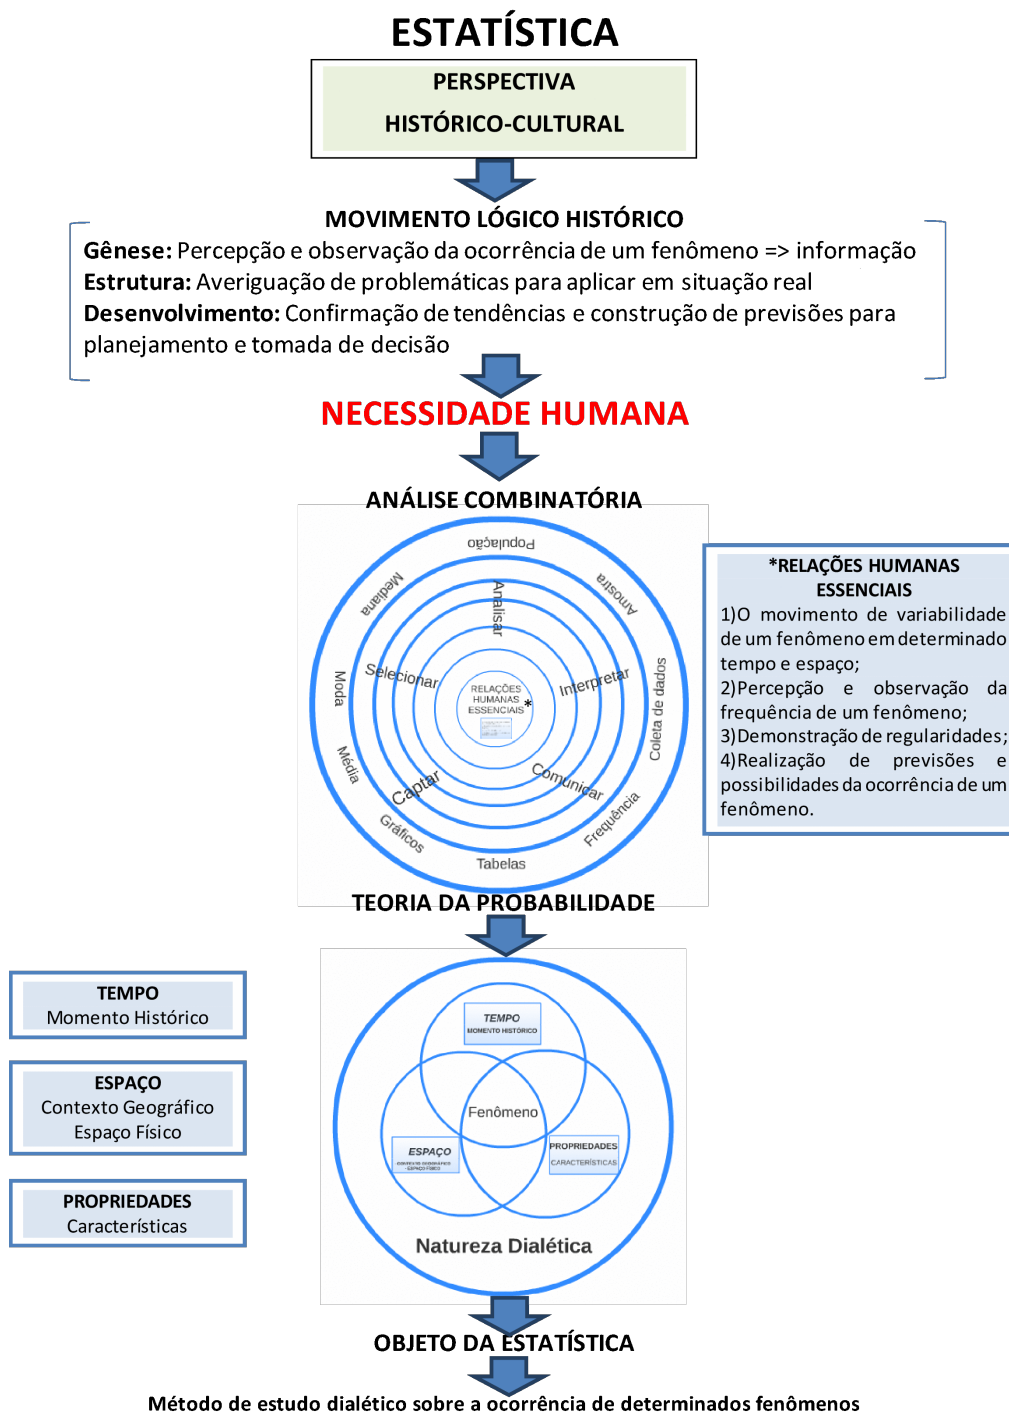 ESTATÍSTICA
PERSPECTIVA
HISTÓRICO-CULTURAL
MOVIMENTO LÓGICO HISTÓRICO
Gênese: Percepção e observação da ocorrência de um fenômeno => informação
Estrutura: Averiguação de problemáticas para aplicar em situação real
Desenvolvimento: Confirmação de tendências e construção de previsões para
planejamento e tomada de decisão
NECESSIDADE HUMANA
ANÁLISE COMBINATÓRIA
População
Mediana
Amostra
Analisar
Selecionar
Interpretar
Moda
Coleta de dados
RELAÇÕES
HUMANAS
ESSENCIAIS *
Média
Captar
Comunicar
Gráficos
Frequência
Tabelas
*RELAÇÕES HUMANAS
ESSENCIAIS
1)O movimento de variabilidade
de um fenômeno em determinado
tempo e espaço;
2)Percepção e observação da
frequência de um fenômeno;
3)Demonstração de regularidades;
4)Realização de previsões e
possibilidades da ocorrência de um
fenômeno.
TEORIA DA PROBABILIDADE
TEMPO
Momento Histórico
ESPAÇO
Contexto Geográfico
Espaço Físico
PROPRIEDADES
Características
TEMPO
MOMENTO HISTÓRICO
Fenômeno
ESPAÇO
- CONTEXTO GEOGRÁFICO
- ESPAÇO FÍSICO
PROPRIEDADES
CARACTERÍSTICAS
Natureza Dialética
OBJETO DA ESTATÍSTICA
Método de estudo dialético sobre a ocorrência de determinados fenômenos